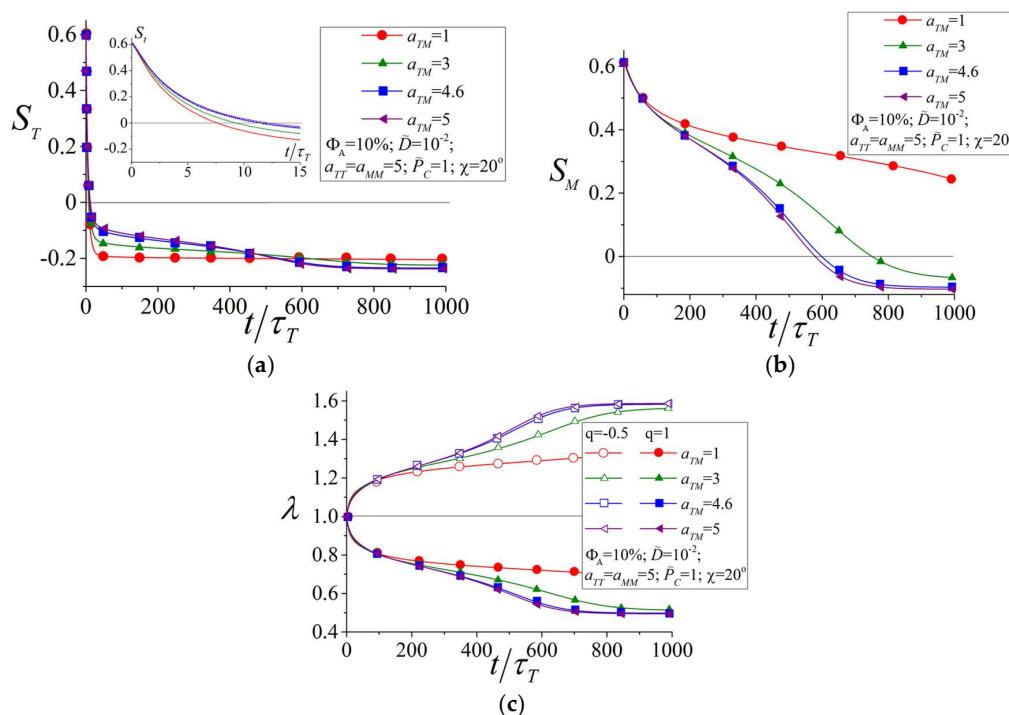 S_T
0.6
0.4
0.2
0
-0.2
S_t
0.6
0.4
0.2
0
-0.2
0 5 10 15
t/τ_T
a_TM=1
a_TM=3
a_TM=4.6
a_TM=5
Φ_A=10%; D̃=10^-2;
a_TT=a_MM=5; P̃_C=1; χ=20°
0 200 400 600 800 1000
t/τ_T
(a)
S_M
0.6
0.4
0.2
0
a_TM=1
a_TM=3
a_TM=4.6
a_TM=5
Φ_A=10%; D̃=10^-2;
a_TT=a_MM=5; P̃_C=1; χ=20°
0 200 400 600 800 1000
t/τ_T
(b)
λ
1.6
1.4
1.2
1.0
0.8
0.6
0.4
q=-0.5 q=1
a_TM=1
a_TM=3
a_TM=4.6
a_TM=5
Φ_A=10%; D̃=10^-2;
a_TT=a_MM=5; P̃_C=1; χ=20°
0 200 400 600 800 1000
t/τ_T
(c)